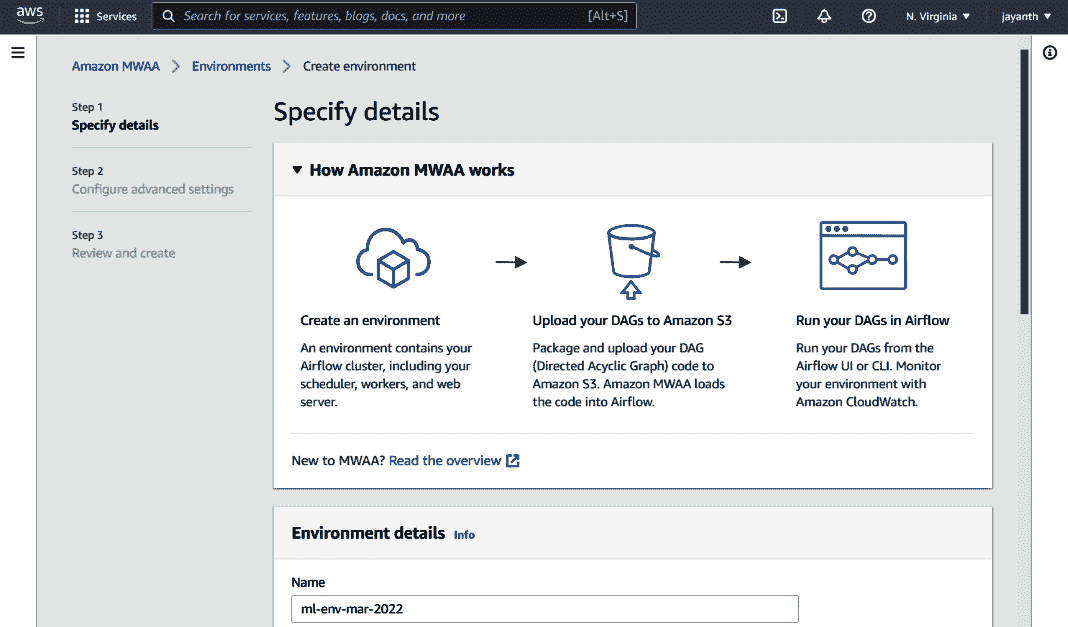 aws
Services
Search for services, features, blogs, docs, and more
[Alt+S]
N. Virginia
jayanth
Amazon MWAA
Environments
Create environment
Step 1
Specify details
Step 2
Configure advanced settings
Step 3
Review and create
Specify details
How Amazon MWAA works
Create an environment
An environment contains your
Airflow cluster, including your
scheduler, workers, and web
server.
Upload your DAGs to Amazon S3
Package and upload your DAG
(Directed Acyclic Graph) code to
Amazon S3. Amazon MWAA loads
the code into Airflow.
Run your DAGs in Airflow
Run your DAGs from the
Airflow UI or CLI. Monitor
your environment with
Amazon CloudWatch.
New to MWAA? Read the overview
Environment details Info
Name
ml-env-mar-2022